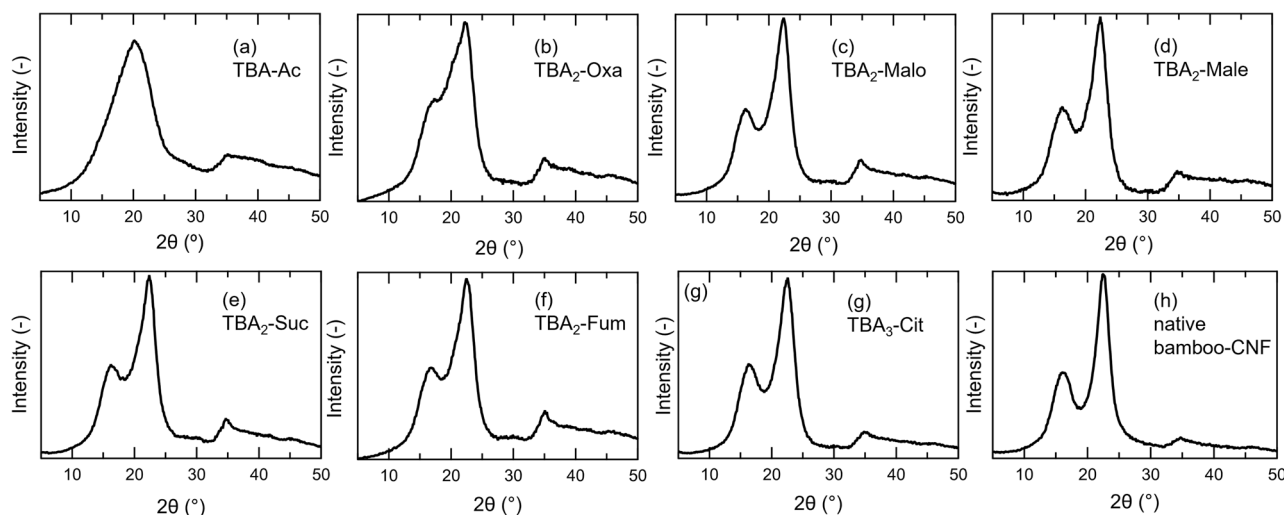 Intensity (-)
(a)
TBA-Ac
10 20 30 40 50
2θ (º)
Intensity (-)
(b)
TBA₂-Oxa
10 20 30 40 50
2θ (°)
Intensity (-)
(c)
TBA₂-Malo
10 20 30 40 50
2θ (°)
Intensity (-)
(d)
TBA₂-Male
10 20 30 40 50
2θ (°)
Intensity (-)
(e)
TBA₂-Suc
10 20 30 40 50
2θ (°)
Intensity (-)
(f)
TBA₂-Fum
10 20 30 40 50
2θ (°)
Intensity (-)
(g)
(g)
TBA₃-Cit
10 20 30 40 50
2θ (°)
Intensity (-)
(h)
native
bamboo-CNF
10 20 30 40 50
2θ (°)